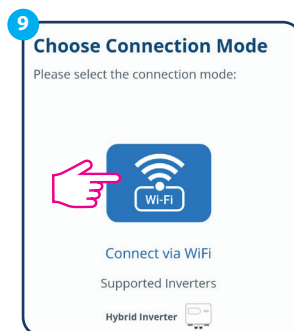 9
Choose Connection Mode
Please select the connection mode:
Wi-Fi
Connect via WiFi
Supported Inverters
Hybrid Inverter